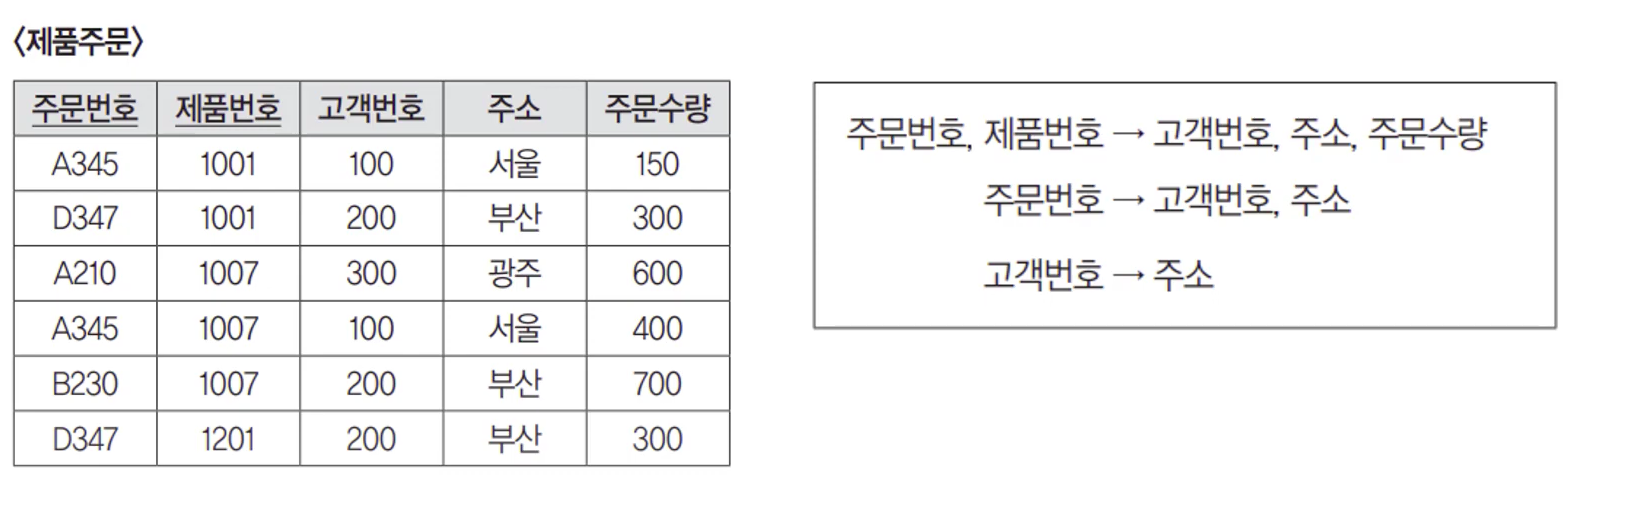 〈제품주문〉
주문번호 제품번호 고객번호 주소 주문수량
A345 1001 100 서울 150
D347 1001 200 부산 300
A210 1007 300 광주 600
A345 1007 100 서울 400
B230 1007 200 부산 700
D347 1201 200 부산 300
주문번호, 제품번호 → 고객번호, 주소, 주문수량
주문번호 → 고객번호, 주소
고객번호 → 주소